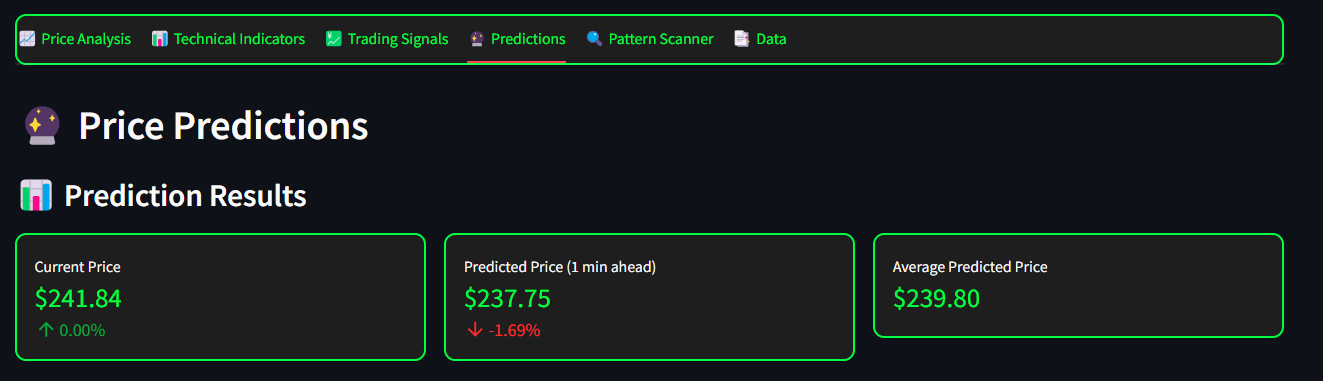 Price Analysis Technical Indicators Trading Signals Predictions Pattern Scanner Data
Price Predictions
Prediction Results
Current Price
$241.84
↑ 0.00%
Predicted Price (1 min ahead)
$237.75
↓ -1.69%
Average Predicted Price
$239.80